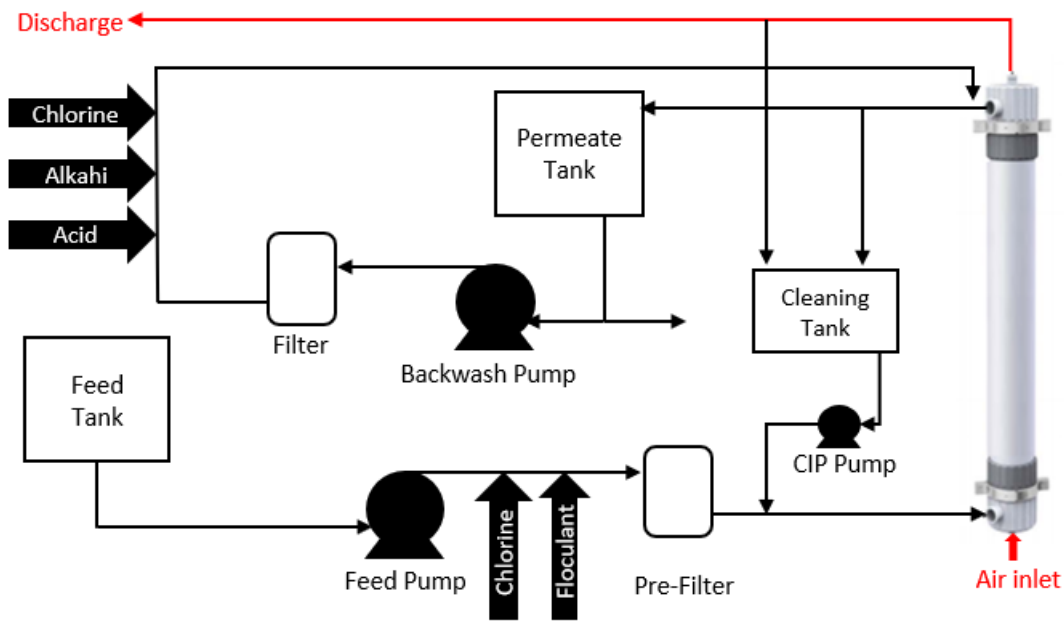 Discharge
Chlorine
Alkahi
Acid
Permeate
Tank
Filter
Backwash Pump
Cleaning
Tank
Feed
Tank
CIP Pump
Feed Pump
Chlorine
Floculant
Pre-Filter
Air inlet